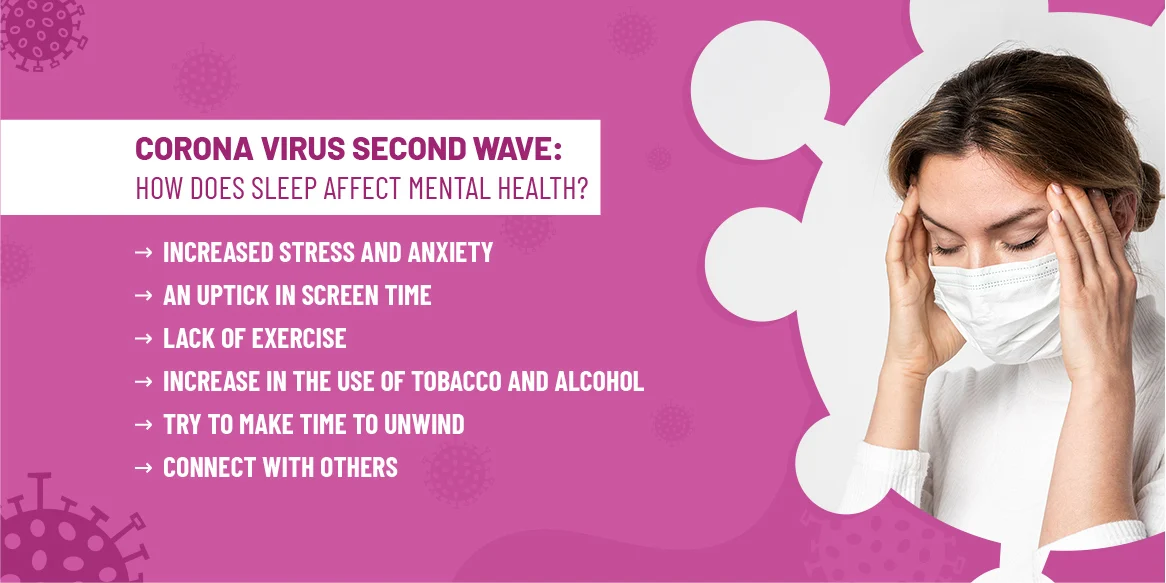 CORONA VIRUS SECOND WAVE:
HOW DOES SLEEP AFFECT MENTAL HEALTH?
→ INCREASED STRESS AND ANXIETY
→ AN UPTICK IN SCREEN TIME
→ LACK OF EXERCISE
→ INCREASE IN THE USE OF TOBACCO AND ALCOHOL
→ TRY TO MAKE TIME TO UNWIND
→ CONNECT WITH OTHERS